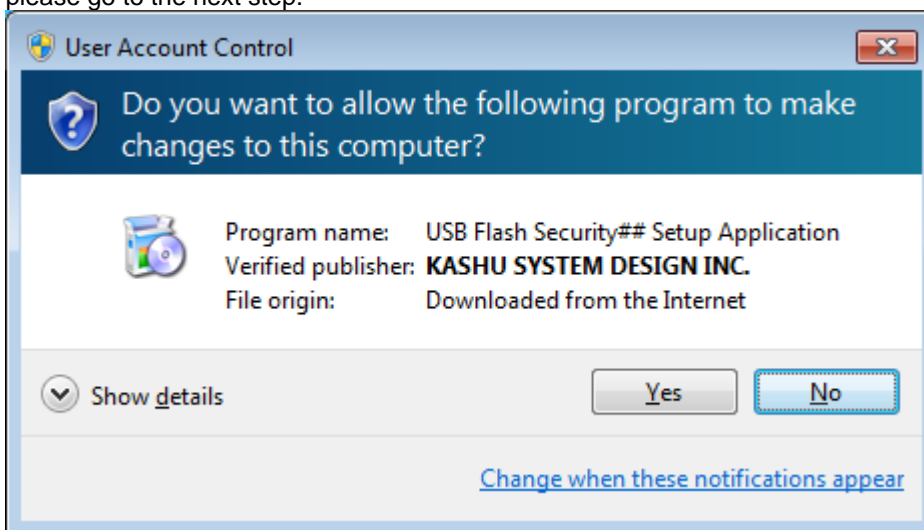 please go to the next step.
User Account Control
Do you want to allow the following program to make
changes to this computer?
Program name: USB Flash Security## Setup Application
Verified publisher: KASHU SYSTEM DESIGN INC.
File origin: Downloaded from the Internet
Show details
Yes
No
Change when these notifications appear